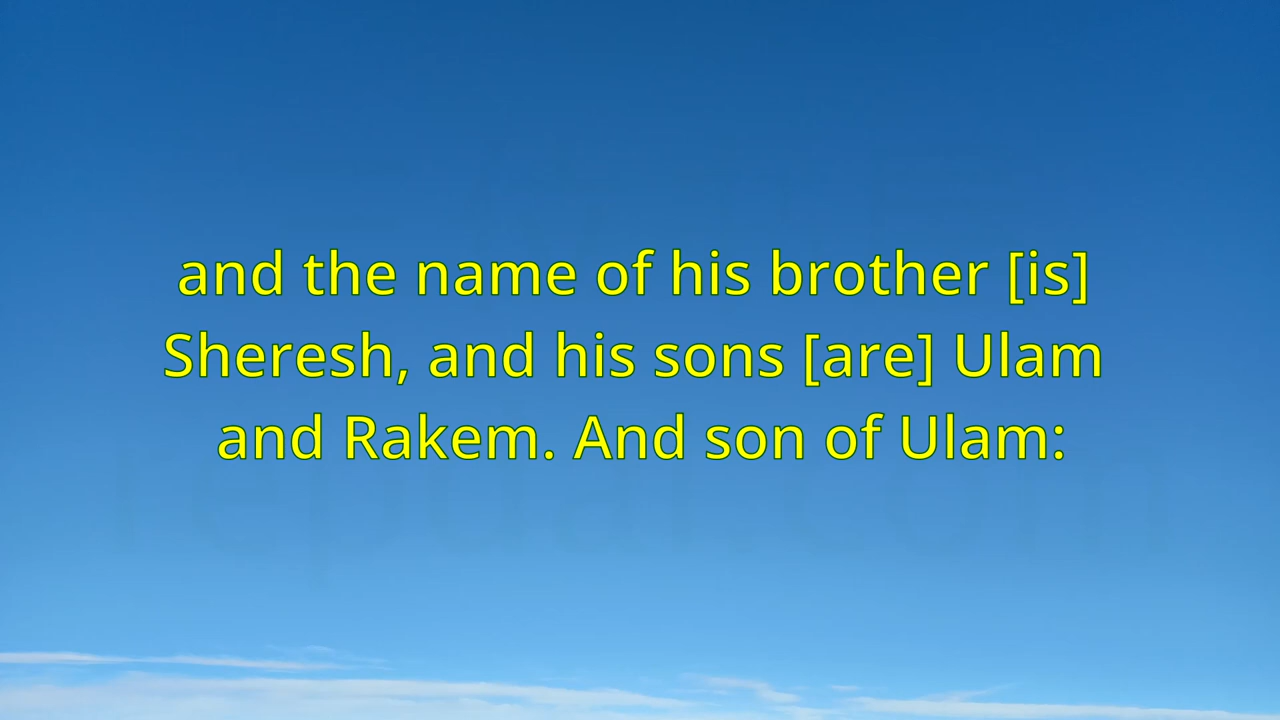 and the name of his brother [is]
Sheresh, and his sons [are] Ulam
and Rakem. And son of Ulam: